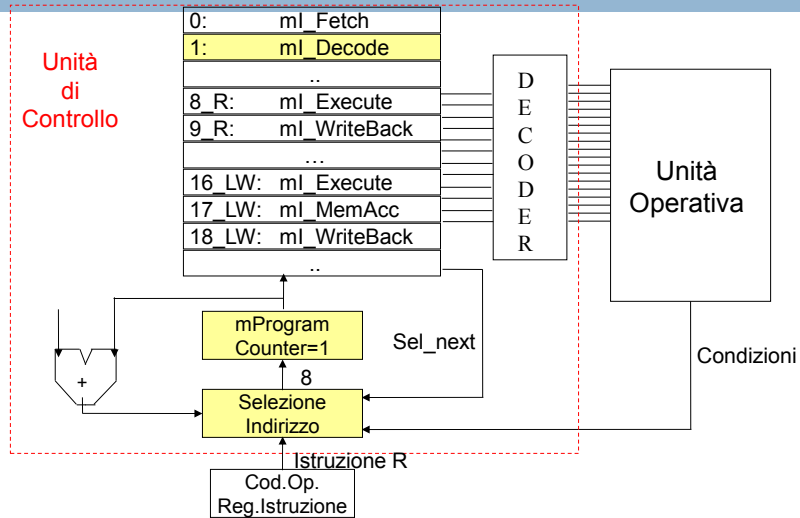 0: mI_Fetch
1: mI_Decode
..
8_R: mI_Execute
9_R: mI_WriteBack
...
16_LW: mI_Execute
17_LW: mI_MemAcc
18_LW: mI_WriteBack
..
Unità
di
Controllo
D
E
C
O
D
E
R
Unità
Operativa
mProgram
Counter=1
Sel_next
Condizioni
+
8
Selezione
Indirizzo
Istruzione R
Cod.Op.
Reg.Istruzione